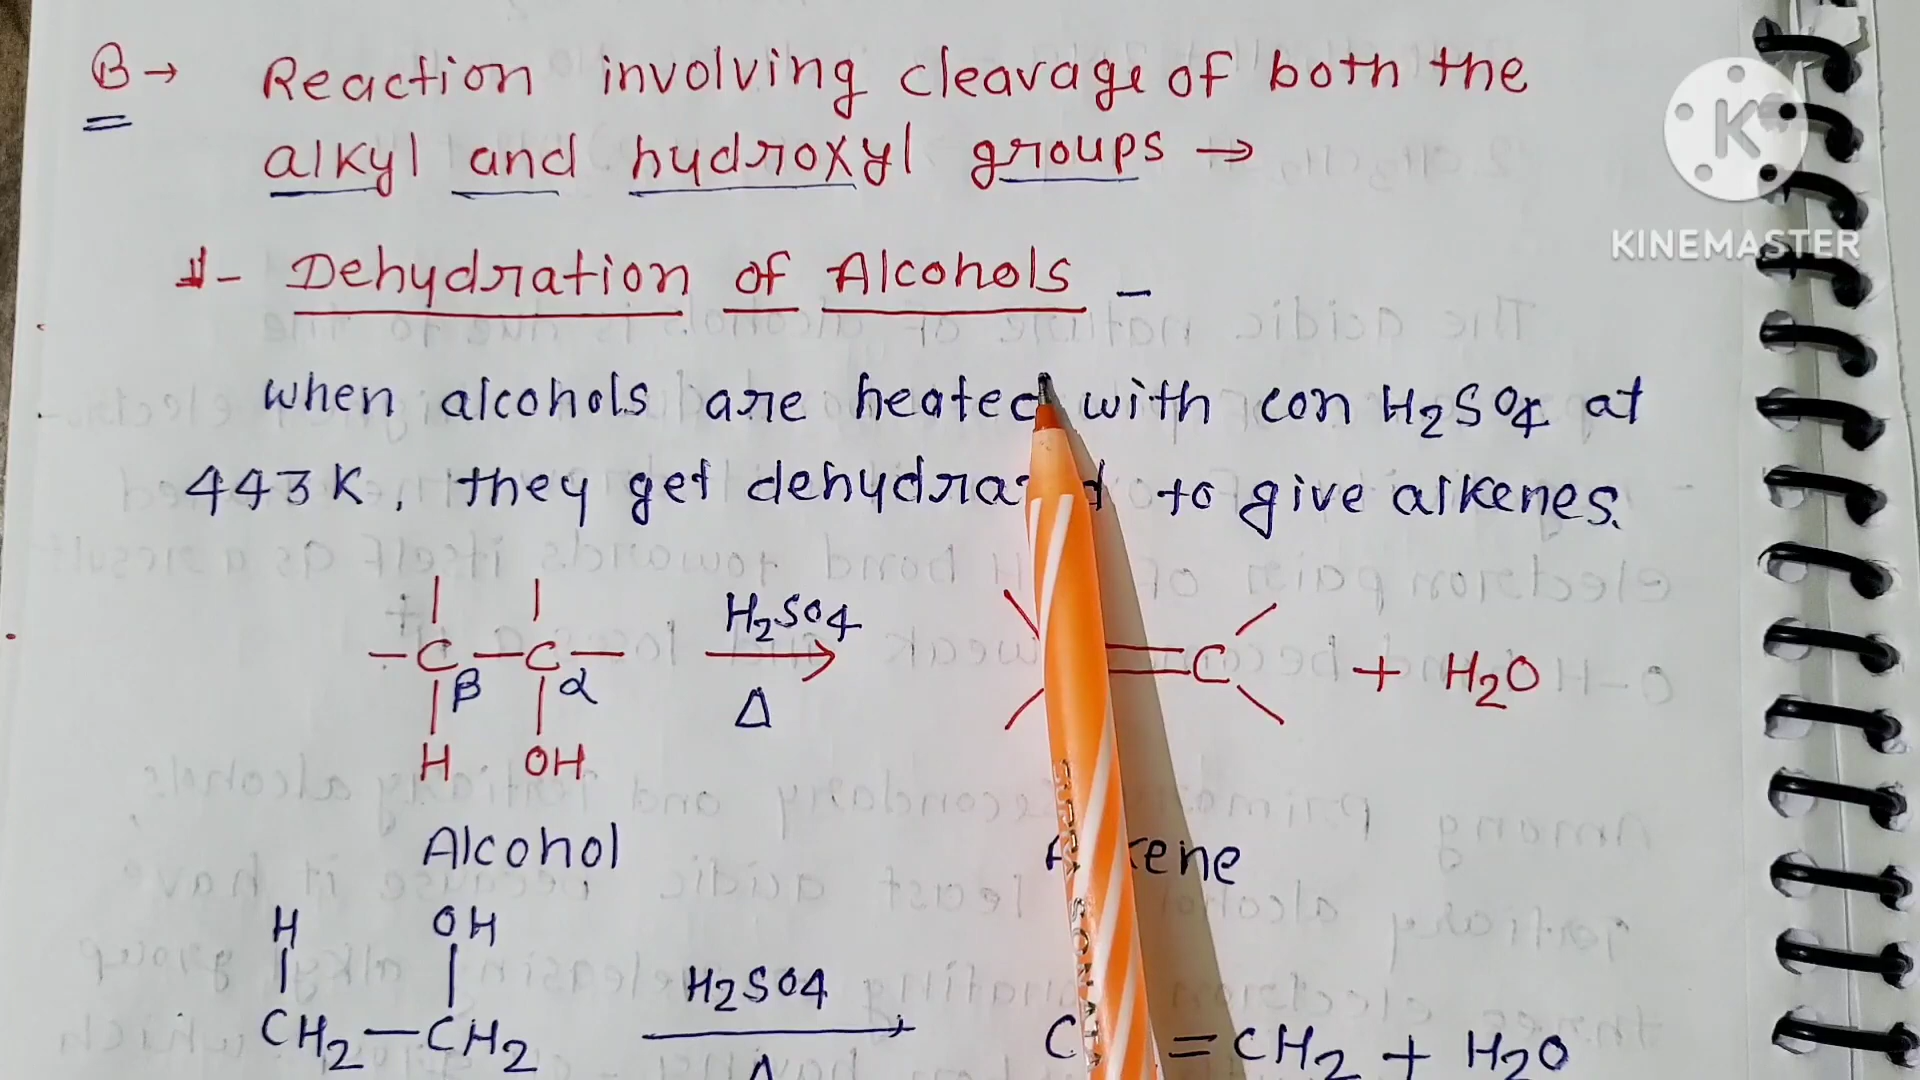 B→ Reaction involving cleavage of both the
alkyl and hydroxyl groups →
K
KINEMASTER
1- Dehydration of Alcohols -
when alcohols are heated with con H2SO4 at
443K, they get to give alkenes.
H2SO4
-C-C- → =C + H2O
β α Δ
H OH
Alcohol
H OH
H2SO4
CH2-CH2 → =CH2 + H2O
Δ
SUPRA SONATA